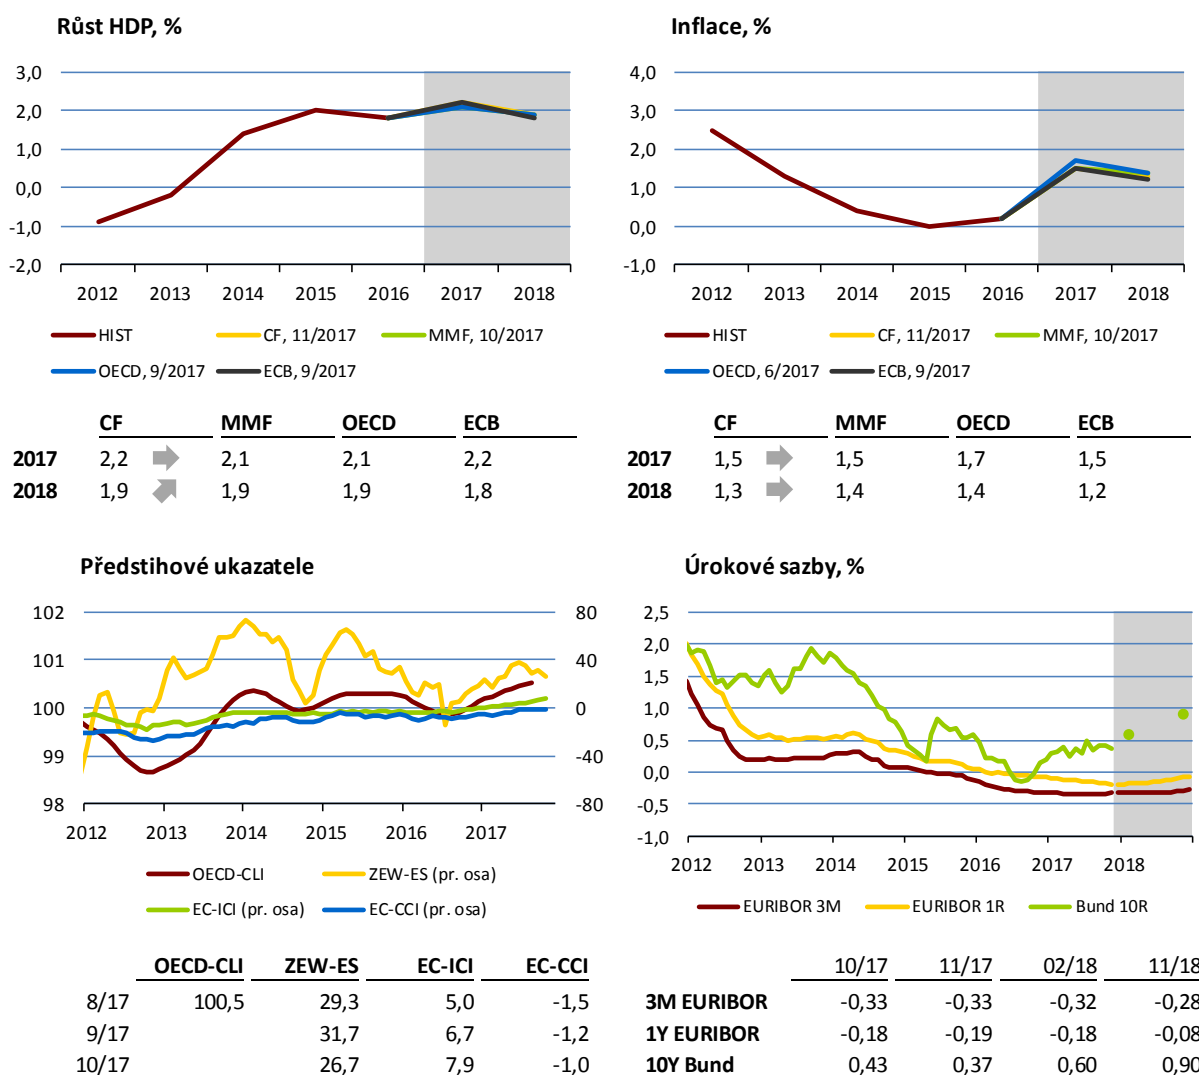 Růst HDP, %
3,0
2,0
1,0
0,0
-1,0
-2,0
2012 2013 2014 2015 2016 2017 2018
HIST CF, 11/2017 MMF, 10/2017
OECD, 9/2017 ECB, 9/2017
CF MMF OECD ECB
2017 2,2 2,1 2,1 2,2
2018 1,9 1,9 1,9 1,8
Inflace, %
4,0
3,0
2,0
1,0
0,0
-1,0
2012 2013 2014 2015 2016 2017 2018
HIST CF, 11/2017 MMF, 10/2017
OECD, 6/2017 ECB, 9/2017
CF MMF OECD ECB
2017 1,5 1,5 1,7 1,5
2018 1,3 1,4 1,4 1,2
Předstihové ukazatele
102 80
101 40
100 0
99 -40
98 -80
2012 2013 2014 2015 2016 2017
OECD-CLI ZEW-ES (pr. osa)
EC-ICI (pr. osa) EC-CCI (pr. osa)
OECD-CLI ZEW-ES EC-ICI EC-CCI
8/17 100,5 29,3 5,0 -1,5
9/17 31,7 6,7 -1,2
10/17 26,7 7,9 -1,0
Úrokové sazby, %
2,5
2,0
1,5
1,0
0,5
0,0
-0,5
-1,0
2012 2013 2014 2015 2016 2017 2018
EURIBOR 3M EURIBOR 1R Bund 10R
10/17 11/17 02/18 11/18
3M EURIBOR -0,33 -0,33 -0,32 -0,28
1Y EURIBOR -0,18 -0,19 -0,18 -0,08
10Y Bund 0,43 0,37 0,60 0,90